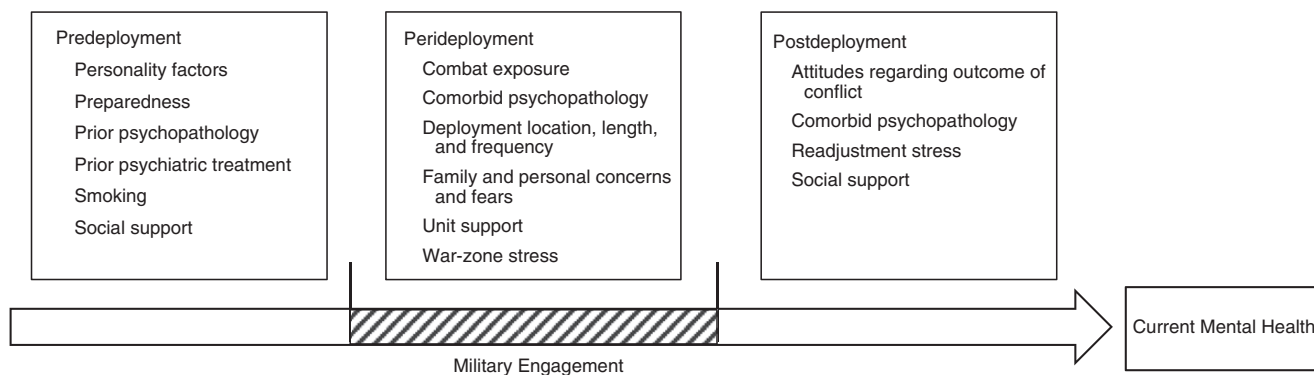 Predeployment
Personality factors
Preparedness
Prior psychopathology
Prior psychiatric treatment
Smoking
Social support
Perideployment
Combat exposure
Comorbid psychopathology
Deployment location, length,
and frequency
Family and personal concerns
and fears
Unit support
War-zone stress
Postdeployment
Attitudes regarding outcome of
conflict
Comorbid psychopathology
Readjustment stress
Social support
Military Engagement
Current Mental Health